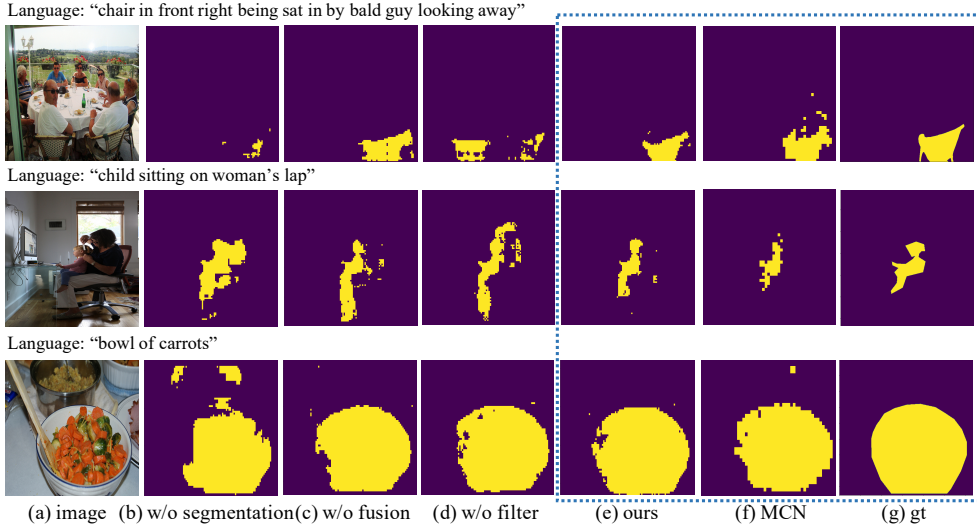 Language: “chair in front right being sat in by bald guy looking away”
Language: “child sitting on woman’s lap”
Language: “bowl of carrots”
(a) image (b) w/o segmentation (c) w/o fusion (d) w/o filter (e) ours (f) MCN (g) gt